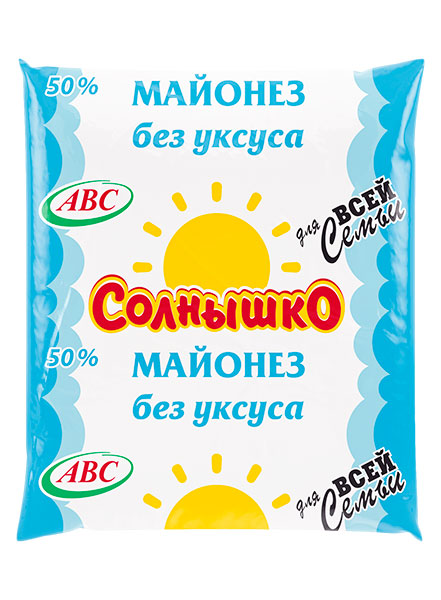 50%
МАЙОНЕЗ
без уксуса
АВС
для ВСЕЙ
Семьи
СОЛНЫШКО
50%
МАЙОНЕЗ
без уксуса
АВС
для ВСЕЙ
Семьи